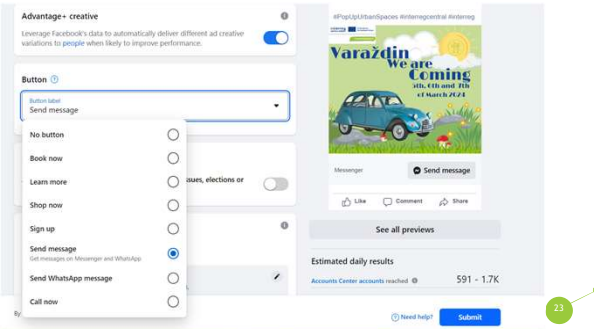 Advantage+ creative
Leverage Facebook's data to automatically deliver different ad creative
variations to people when likely to improve performance.
Button
Button label
Send message
No button
Book now
Learn more
Shop now
Sign up
Send message
Get messages on Messenger and WhatsApp
Send WhatsApp message
Call now
issues, elections or
By
#PopUpUrbanSpaces #interregcentral #interreg
Varaždin
We are
Coming
5th, 6th and 7th
of March 2024
Messenger
Send message
Like
Comment
Share
See all previews
Estimated daily results
Accounts Center accounts reached
591 - 1.7K
Need help?
Submit
23